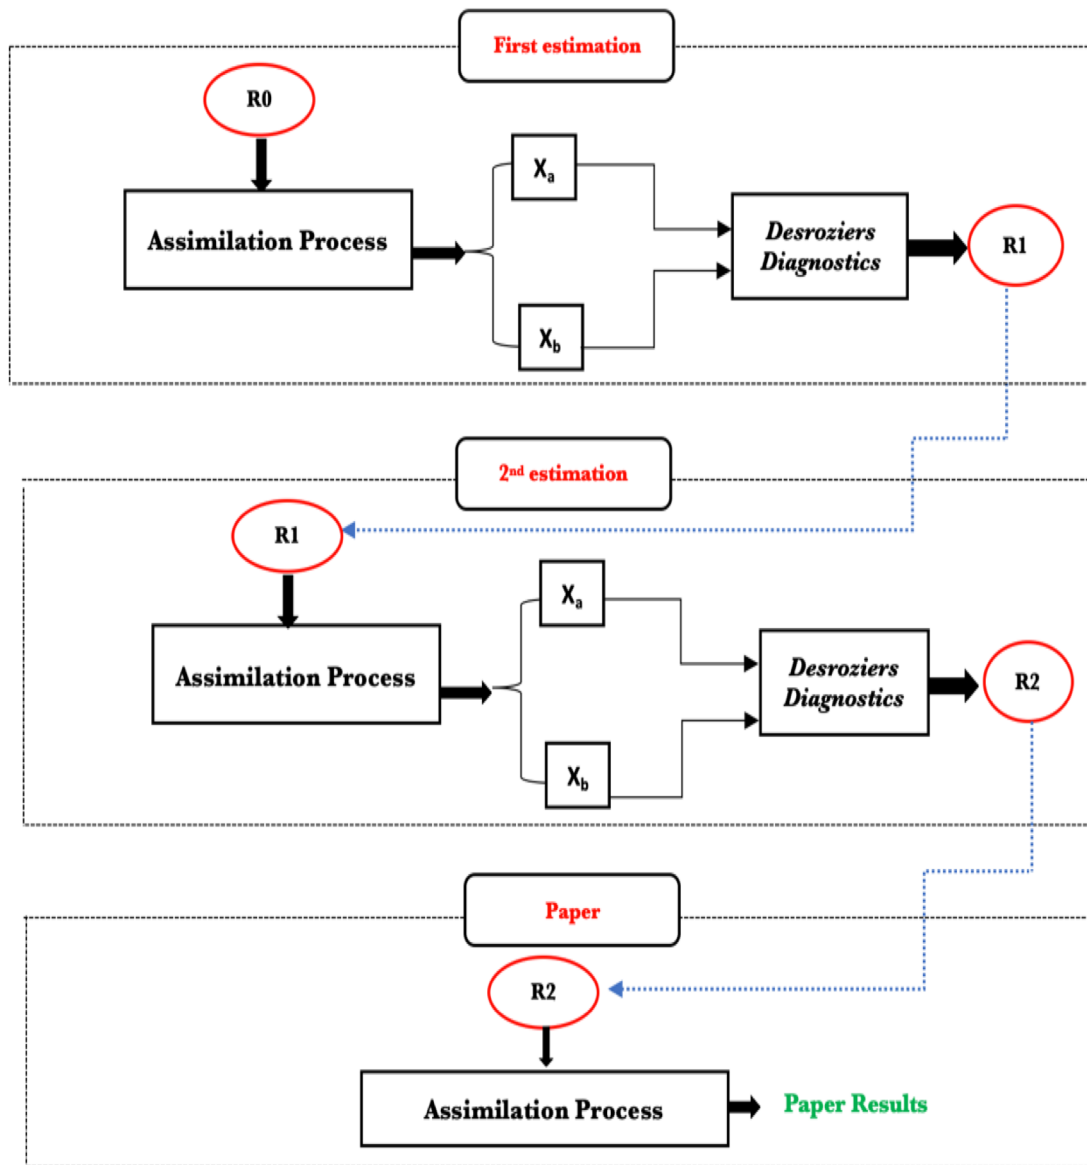 First estimation
R0
Assimilation Process
Xa
Xb
Desroziers
Diagnostics
R1
2nd estimation
R1
Assimilation Process
Xa
Xb
Desroziers
Diagnostics
R2
Paper
R2
Assimilation Process
Paper Results